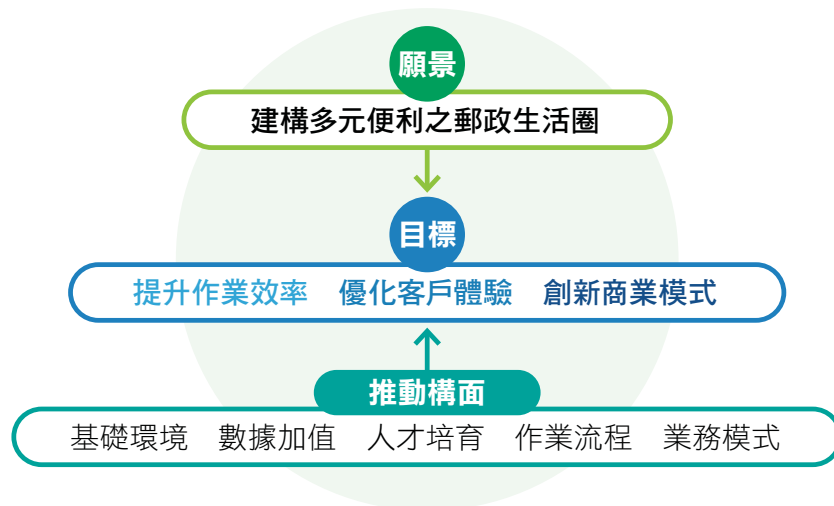 願景
建構多元便利之郵政生活圈
目標
提升作業效率 優化客戶體驗 創新商業模式
推動構面
基礎環境 數據加值 人才培育 作業流程 業務模式